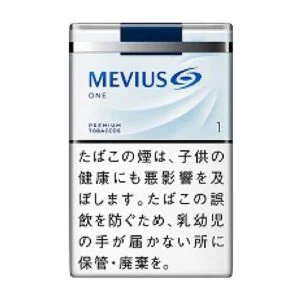 MEVIUS
ONE
PREMIUM
TOBACCOS
1
たばこの煙は、子供の
健康にも悪影響を及
ぼします。たばこの誤
飲を防ぐため、乳幼児
の手が届かない所に
保管・廃棄を。